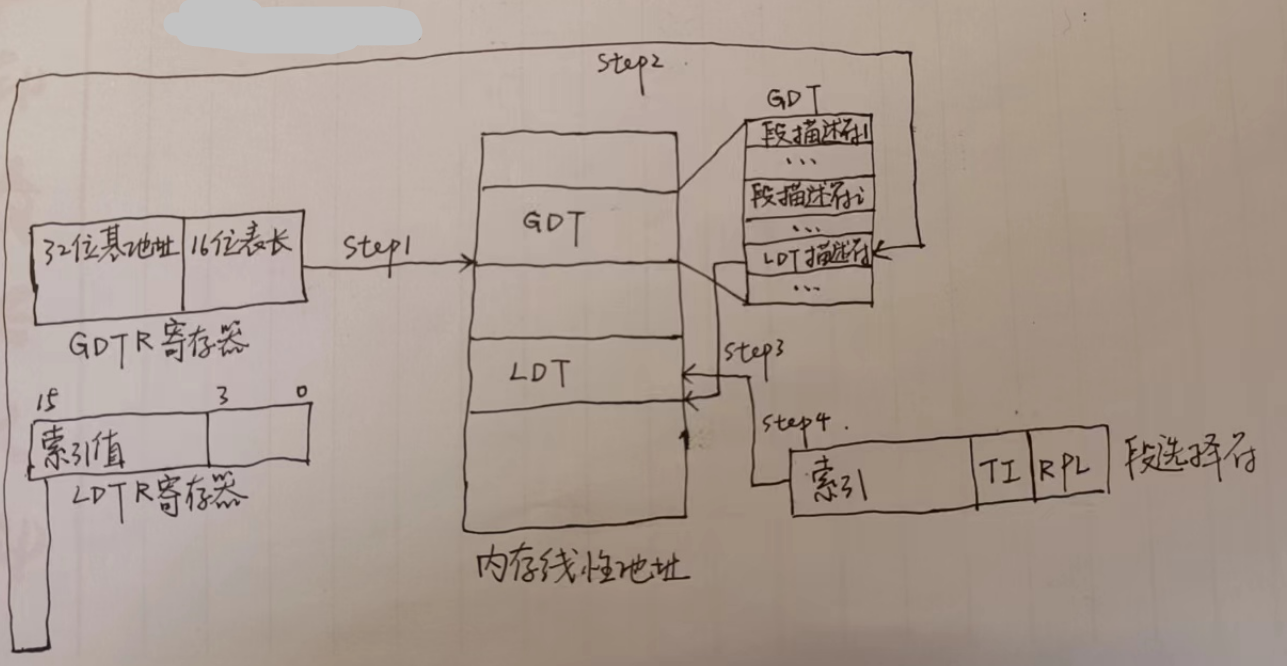 Step2
GDT
段描述符1
...
段描述符i
...
LDT描述符
...
32位基地址 16位表长
GDTR寄存器
Step1
GDT
LDT
内存线性地址
15 3 0
索引值
LDTR寄存器
Step3
Step4.
索引 TI RPL 段选择符